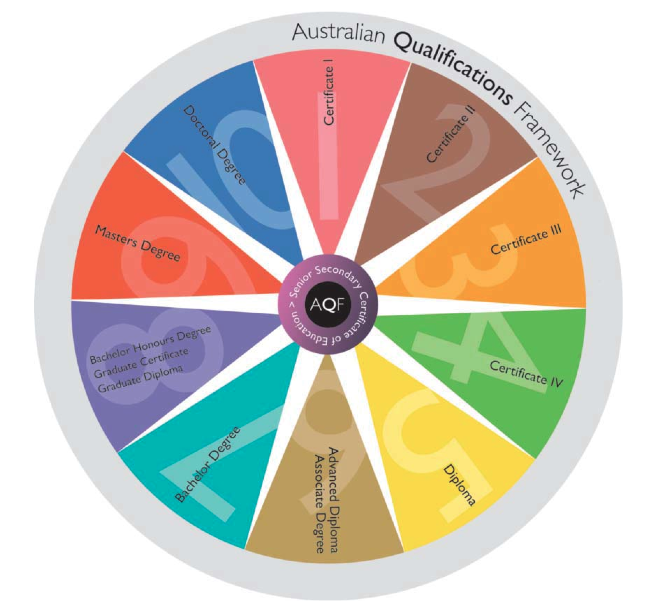 Australian Qualifications Framework
1
Certificate I
2
Certificate II
3
Certificate III
4
Certificate IV
5
Diploma
6
Advanced Diploma
Associate Degree
7
Bachelor Degree
8
Bachelor Honours Degree
Graduate Certificate
Graduate Diploma
9
Masters Degree
10
Doctoral Degree
Senior Secondary Certificate of Education >
AQF